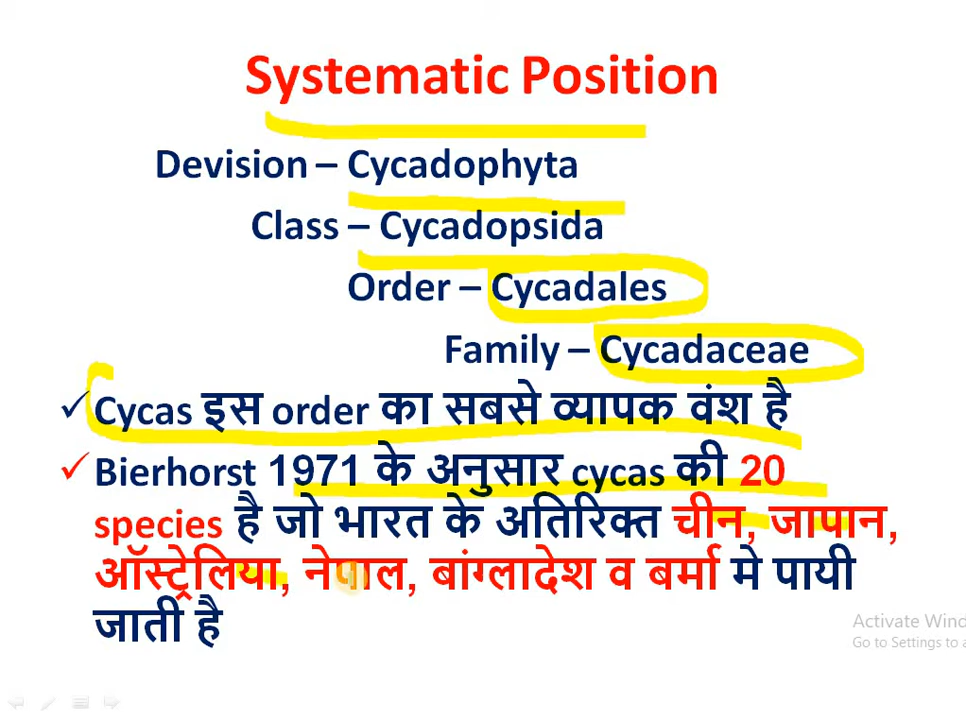 Systematic Position
Devision – Cycadophyta
Class – Cycadopsida
Order – Cycadales
Family – Cycadaceae
✓Cycas इस order का सबसे व्यापक वंश है
✓Bierhorst 1971 के अनुसार cycas की 20
species है जो भारत के अतिरिक्त चीन, जापान,
ऑस्ट्रेलिया, नेपाल, बांग्लादेश व बर्मा मे पायी
जाती है
Activate Wind
Go to Settings to a